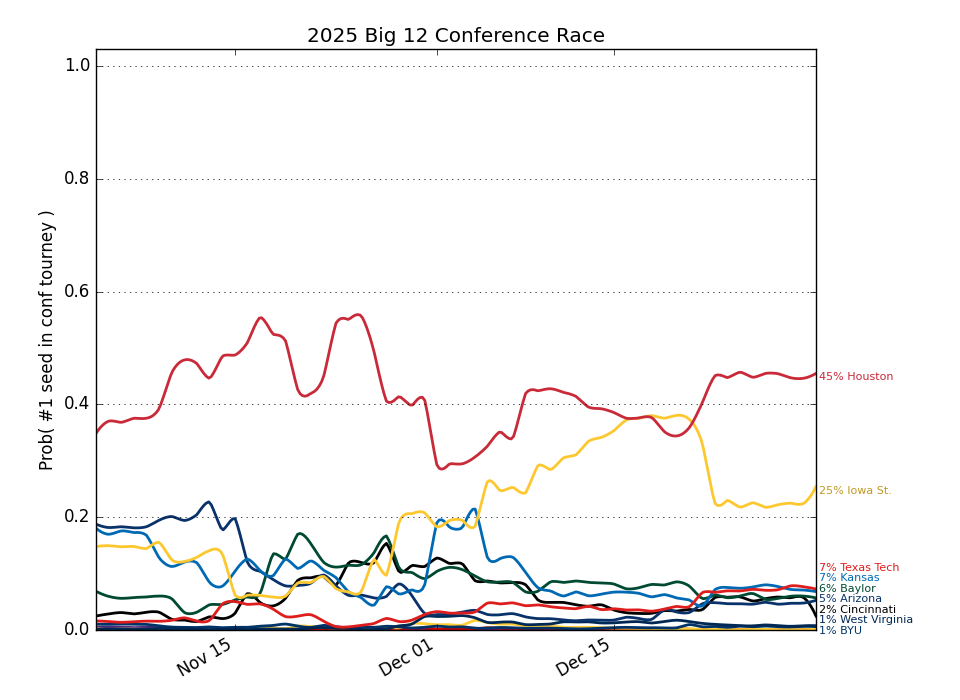 2025 Big 12 Conference Race
Prob( #1 seed in conf tourney )
1.0
0.8
0.6
0.4
0.2
0.0
Nov 15
Dec 01
Dec 15
45% Houston
25% Iowa St.
7% Texas Tech
7% Kansas
6% Baylor
5% Arizona
2% Cincinnati
1% West Virginia
1% BYU